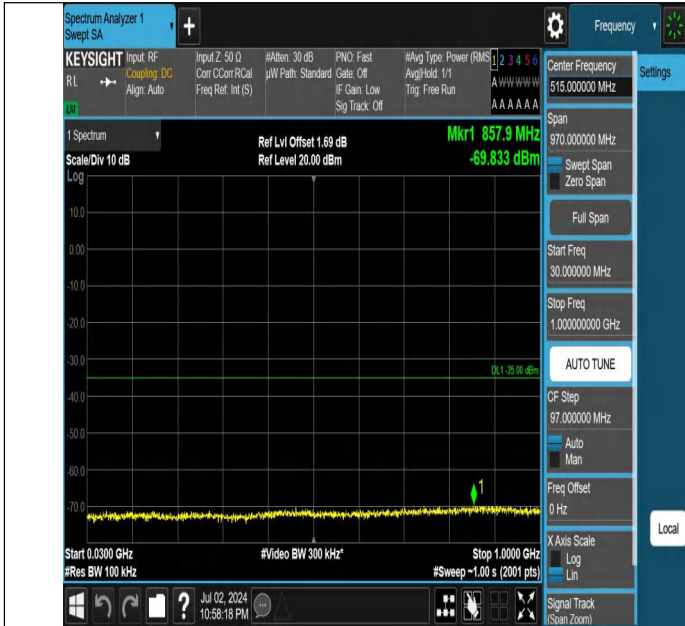 Spectrum Analyzer 1
Swept SA
+
Frequency
KEYSIGHT
RL
Input: RF
Coupling: DC
Align: Auto
Input Z: 50 Ω
Corr CCorr RCal
Freq Ref: Int (S)
#Atten: 30 dB
µW Path: Standard
PNO: Fast
Gate: Off
IF Gain: Low
Sig Track: Off
#Avg Type: Power (RMS
Avg|Hold: 1/1
Trig: Free Run
1 2 3 4 5 6
A W W W W W
A A A A A A
1 Spectrum
Scale/Div 10 dB
Log
Ref Lvl Offset 1.69 dB
Ref Level 20.00 dBm
Mkr1 857.9 MHz
-69.833 dBm
10.0
0.00
-10.0
-20.0
-30.0
DL1 -35.00 dBm
-40.0
-50.0
-60.0
1
-70.0
Start 0.0300 GHz
#Video BW 300 kHz*
Stop 1.0000 GHz
#Res BW 100 kHz
#Sweep ~1.00 s (2001 pts)
?
Jul 02, 2024
10:58:18 PM
Center Frequency
515.000000 MHz
Settings
Span
970.000000 MHz
Swept Span
Zero Span
Full Span
Start Freq
30.000000 MHz
Stop Freq
1.000000000 GHz
AUTO TUNE
CF Step
97.000000 MHz
Auto
Man
Freq Offset
0 Hz
Local
X Axis Scale
Log
Lin
Signal Track
(Span Zoom)